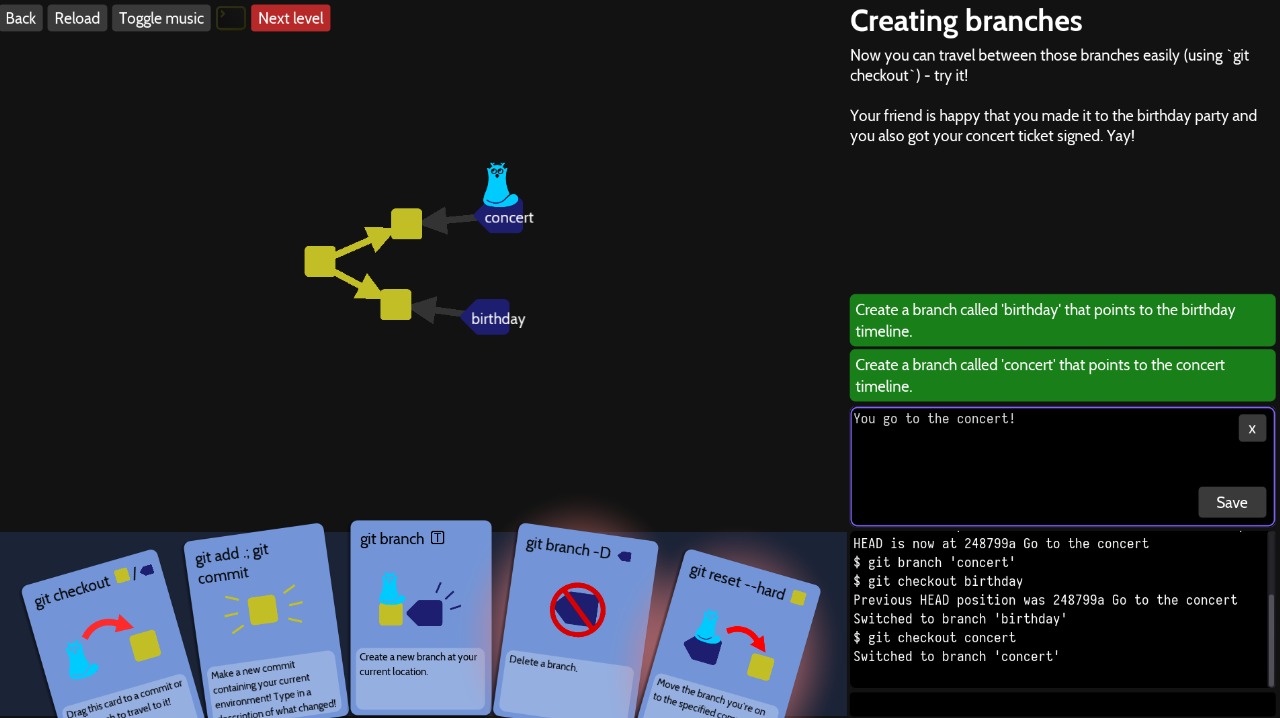 Back
Reload
Toggle music
Next level
Creating branches
Now you can travel between those branches easily (using `git
checkout`) - try it!
Your friend is happy that you made it to the birthday party and
you also got your concert ticket signed. Yay!
concert
birthday
Create a branch called 'birthday' that points to the birthday
timeline.
Create a branch called 'concert' that points to the concert
timeline.
You go to the concert!
x
Save
HEAD is now at 248799a Go to the concert
$ git branch 'concert'
$ git checkout birthday
Previous HEAD position was 248799a Go to the concert
Switched to branch 'birthday'
$ git checkout concert
Switched to branch 'concert'
git checkout /
Drag this card to a commit or
to travel to it!
git add .; git
commit
Make a new commit
containing your current
environment! Type in a
description of what changed!
git branch T
Create a new branch at your
current location.
git branch -D
Delete a branch.
git reset --hard
Move the branch you're on
to the specified